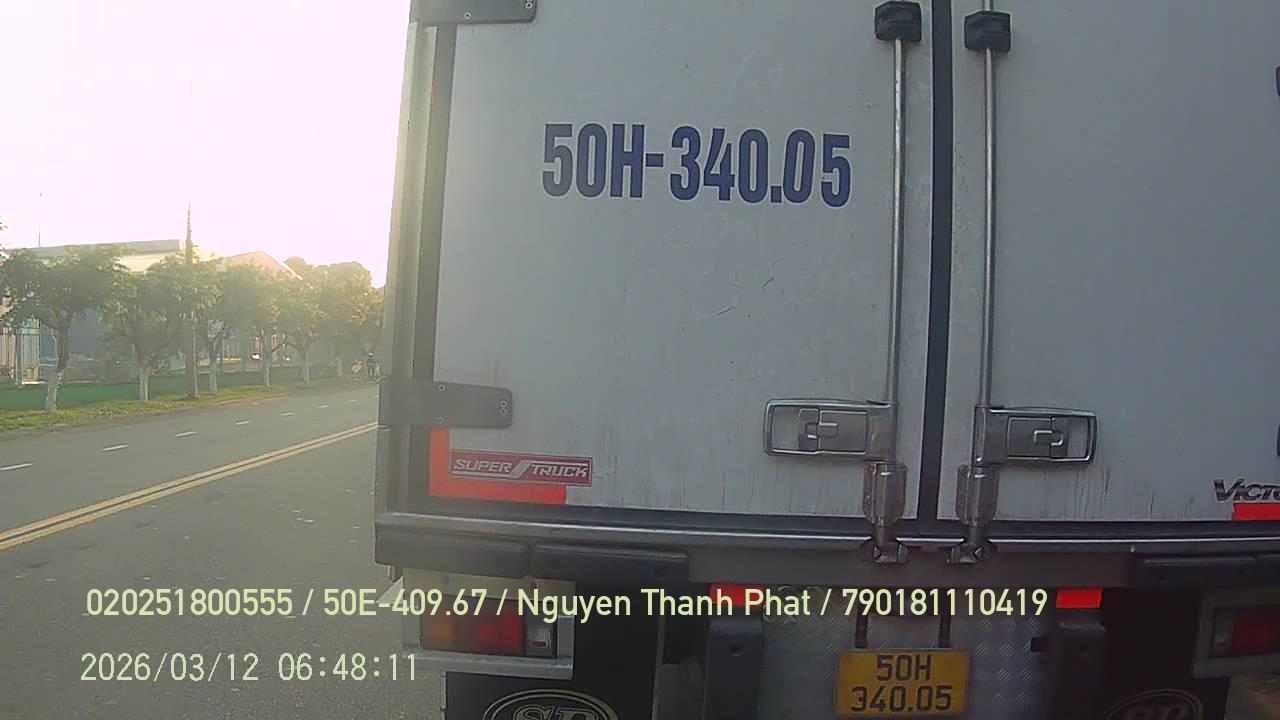 50H-340.05
SUPER TRUCK
020251800555 / 50E-409.67 / Nguyen Thanh Phat / 790181110419
2026/03/12 06:48:11
50H
340.05